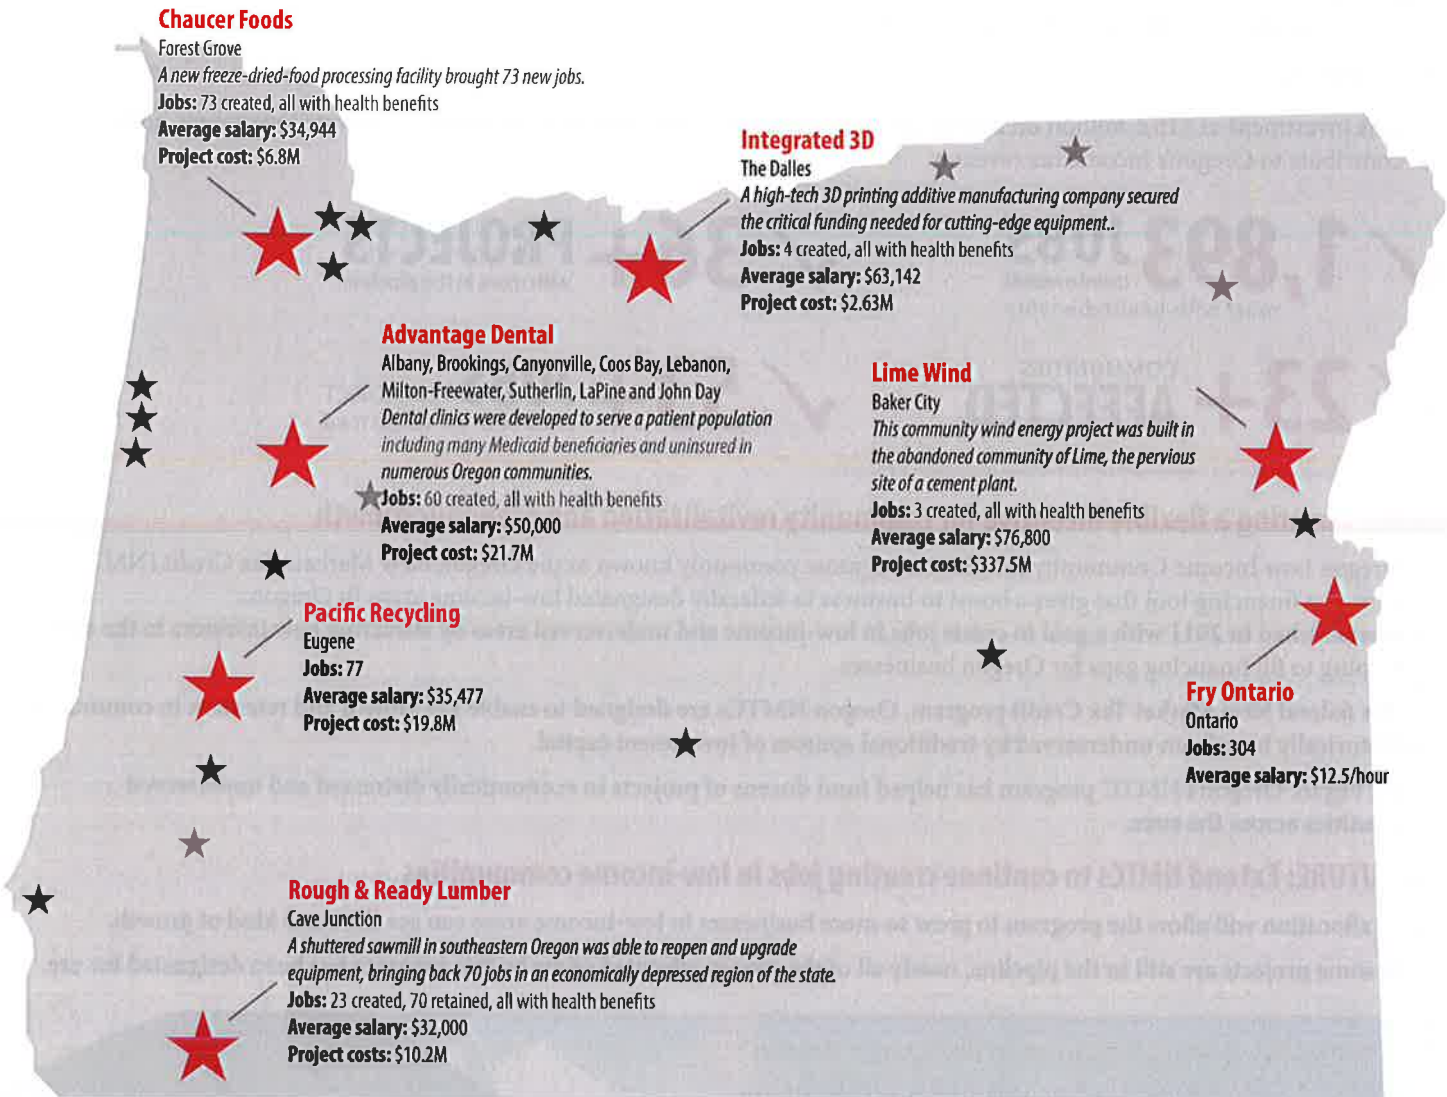 Chaucer Foods
Forest Grove
A new freeze-dried-food processing facility brought 73 new jobs.
Jobs: 73 created, all with health benefits
Average salary: $34,944
Project cost: $6.8M
Integrated 3D
The Dalles
A high-tech 3D printing additive manufacturing company secured
the critical funding needed for cutting-edge equipment..
Jobs: 4 created, all with health benefits
Average salary: $63,142
Project cost: $2.63M
Advantage Dental
Albany, Brookings, Canyonville, Coos Bay, Lebanon,
Milton-Freewater, Sutherlin, LaPine and John Day
Dental clinics were developed to serve a patient population
including many Medicaid beneficiaries and uninsured in
numerous Oregon communities.
Jobs: 60 created, all with health benefits
Average salary: $50,000
Project cost: $21.7M
Lime Wind
Baker City
This community wind energy project was built in
the abandoned community of Lime, the pervious
site of a cement plant.
Jobs: 3 created, all with health benefits
Average salary: $76,800
Project cost: $337.5M
Pacific Recycling
Eugene
Jobs: 77
Average salary: $35,477
Project cost: $19.8M
Fry Ontario
Ontario
Jobs: 304
Average salary: $12.5/hour
Rough & Ready Lumber
Cave Junction
A shuttered sawmill in southeastern Oregon was able to reopen and upgrade
equipment, bringing back 70 jobs in an economically depressed region of the state.
Jobs: 23 created, 70 retained, all with health benefits
Average salary: $32,000
Project costs: $10.2M